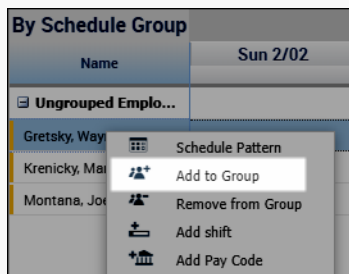 By Schedule Group
Name
Sun 2/02
Ungrouped Emplo...
Gretsky, Way
Schedule Pattern
Krenicky, Mar
Add to Group
Montana, Joe
Remove from Group
Add shift
Add Pay Code